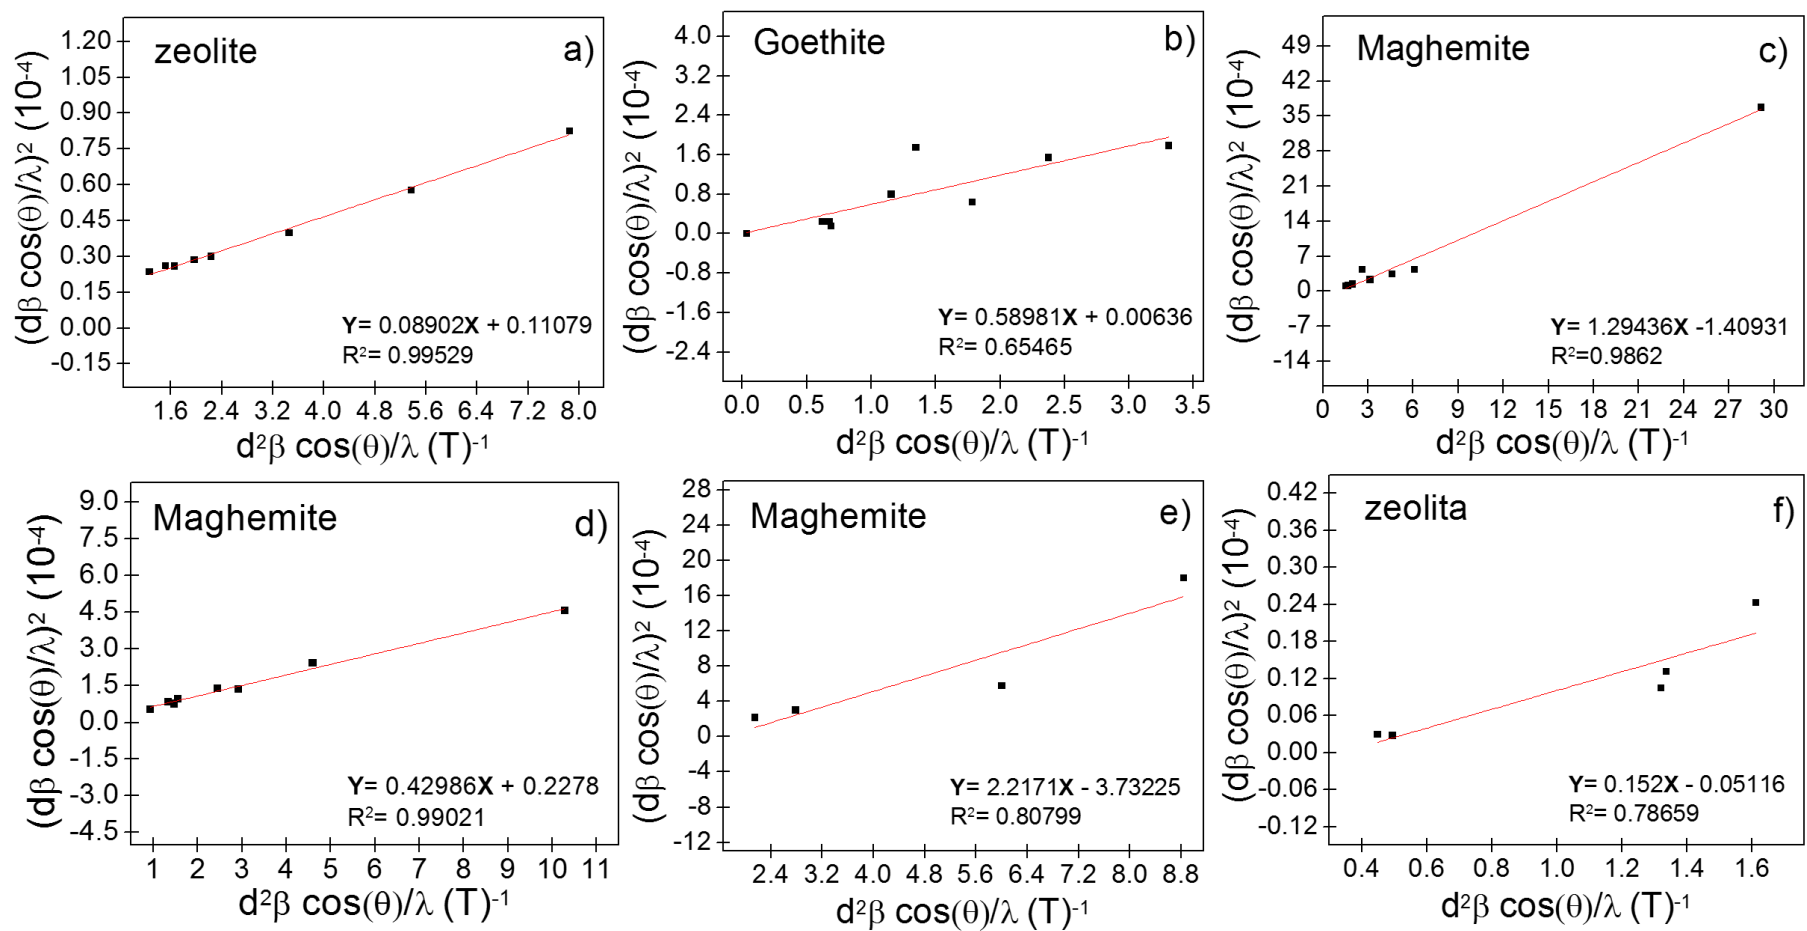 zeolite
a)
(dβ cos(θ)/λ)² (10⁻⁴)
1.20
1.05
0.90
0.75
0.60
0.45
0.30
0.15
0.00
-0.15
Y= 0.08902X + 0.11079
R²= 0.99529
1.6 2.4 3.2 4.0 4.8 5.6 6.4 7.2 8.0
d²β cos(θ)/λ (T)⁻¹
Goethite
b)
(dβ cos(θ)/λ)² (10⁻⁴)
4.0
3.2
2.4
1.6
0.8
0.0
-0.8
-1.6
-2.4
Y= 0.58981X + 0.00636
R²= 0.65465
0.0 0.5 1.0 1.5 2.0 2.5 3.0 3.5
d²β cos(θ)/λ (T)⁻¹
Maghemite
c)
(dβ cos(θ)/λ)² (10⁻⁴)
49
42
35
28
21
14
7
0
-7
-14
Y= 1.29436X -1.40931
R²=0.9862
0 3 6 9 12 15 18 21 24 27 30
d²β cos(θ)/λ (T)⁻¹
Maghemite
d)
(dβ cos(θ)/λ)² (10⁻⁴)
9.0
7.5
6.0
4.5
3.0
1.5
0.0
-1.5
-3.0
-4.5
Y= 0.42986X + 0.2278
R²= 0.99021
1 2 3 4 5 6 7 8 9 10 11
d²β cos(θ)/λ (T)⁻¹
Maghemite
e)
(dβ cos(θ)/λ)² (10⁻⁴)
28
24
20
16
12
8
4
0
-4
-8
-12
Y= 2.2171X - 3.73225
R²= 0.80799
2.4 3.2 4.0 4.8 5.6 6.4 7.2 8.0 8.8
d²β cos(θ)/λ (T)⁻¹
zeolita
f)
(dβ cos(θ)/λ)² (10⁻⁴)
0.42
0.36
0.30
0.24
0.18
0.12
0.06
0.00
-0.06
-0.12
Y= 0.152X - 0.05116
R²= 0.78659
0.4 0.6 0.8 1.0 1.2 1.4 1.6
d²β cos(θ)/λ (T)⁻¹